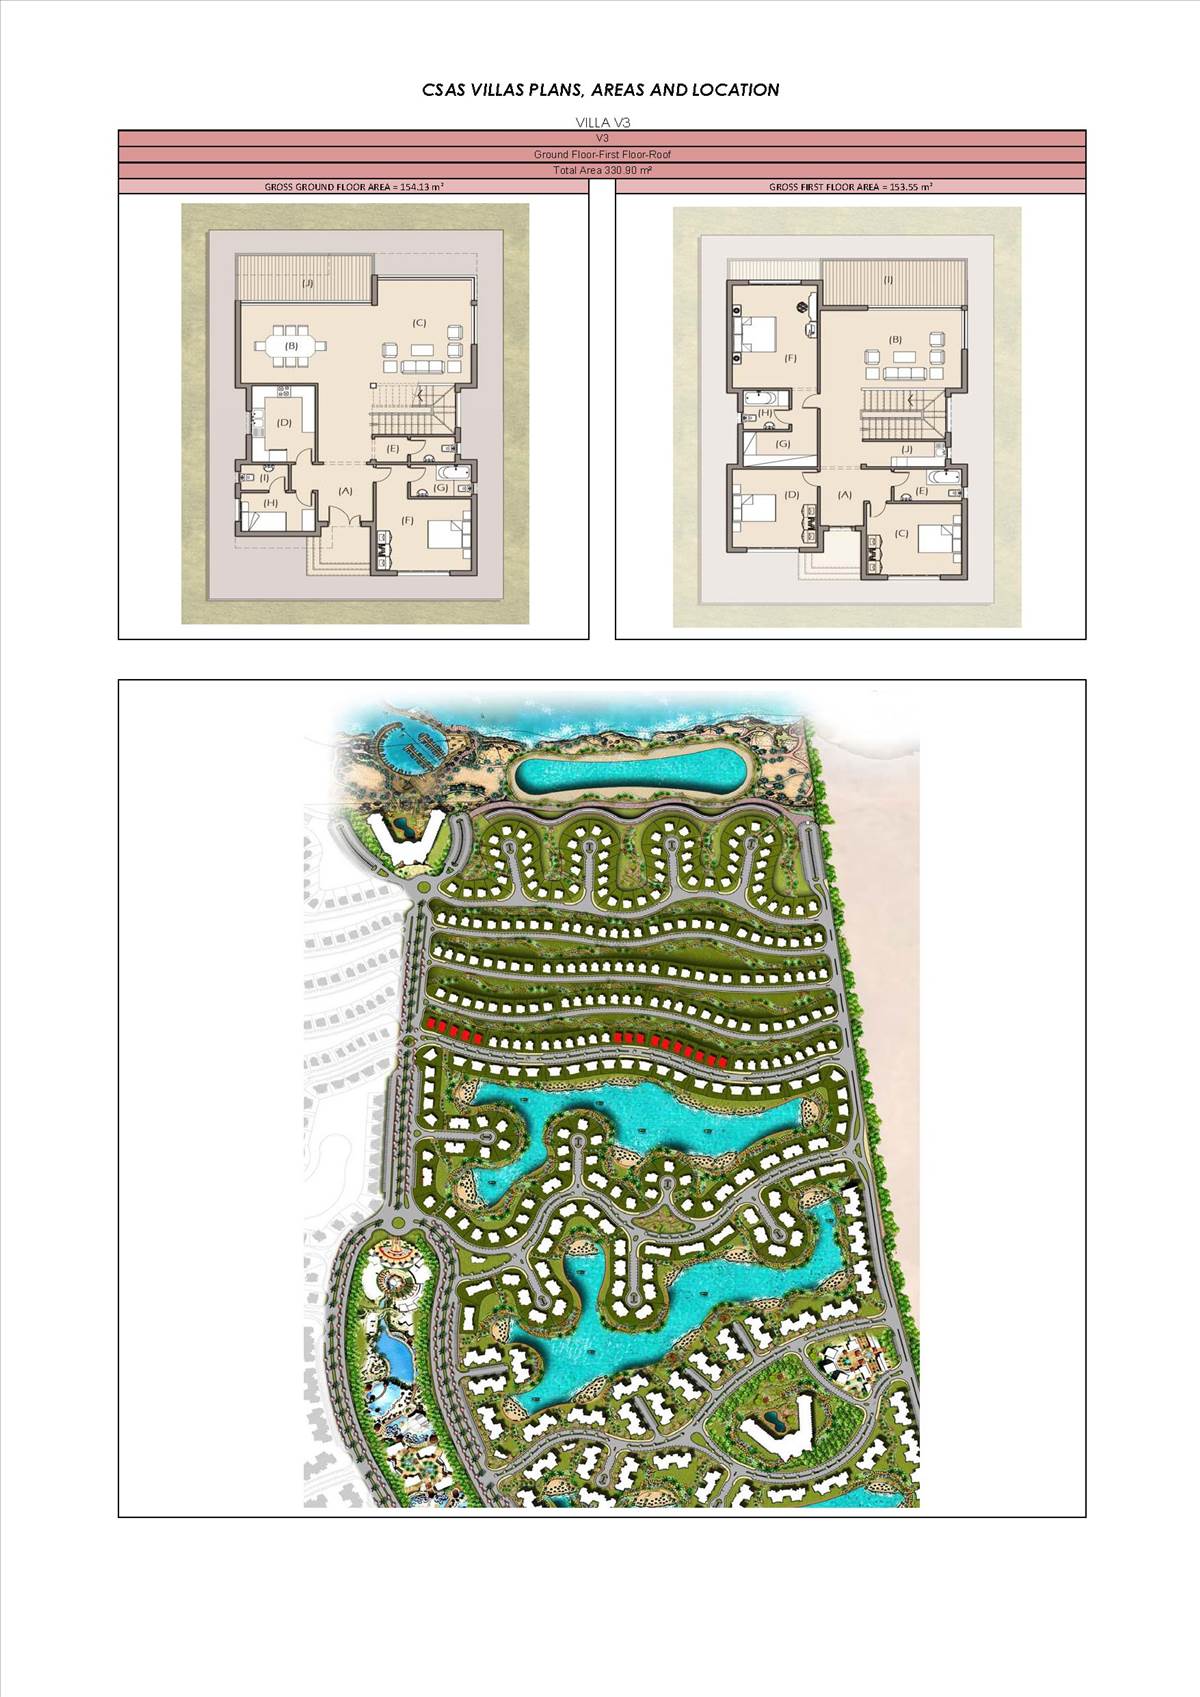 CSAS VILLAS PLANS, AREAS AND LOCATION
VILLA V3
V3
Ground Floor-First Floor-Roof
Total Area 330.90 m²
GROSS GROUND FLOOR AREA = 154.13 m²
GROSS FIRST FLOOR AREA = 153.55 m²
(J)
(C)
(B)
(D)
(E)
(I)
(G)
(H)
(A)
(F)
(I)
(B)
(F)
(H)
(G)
(J)
(D)
(A)
(E)
(C)